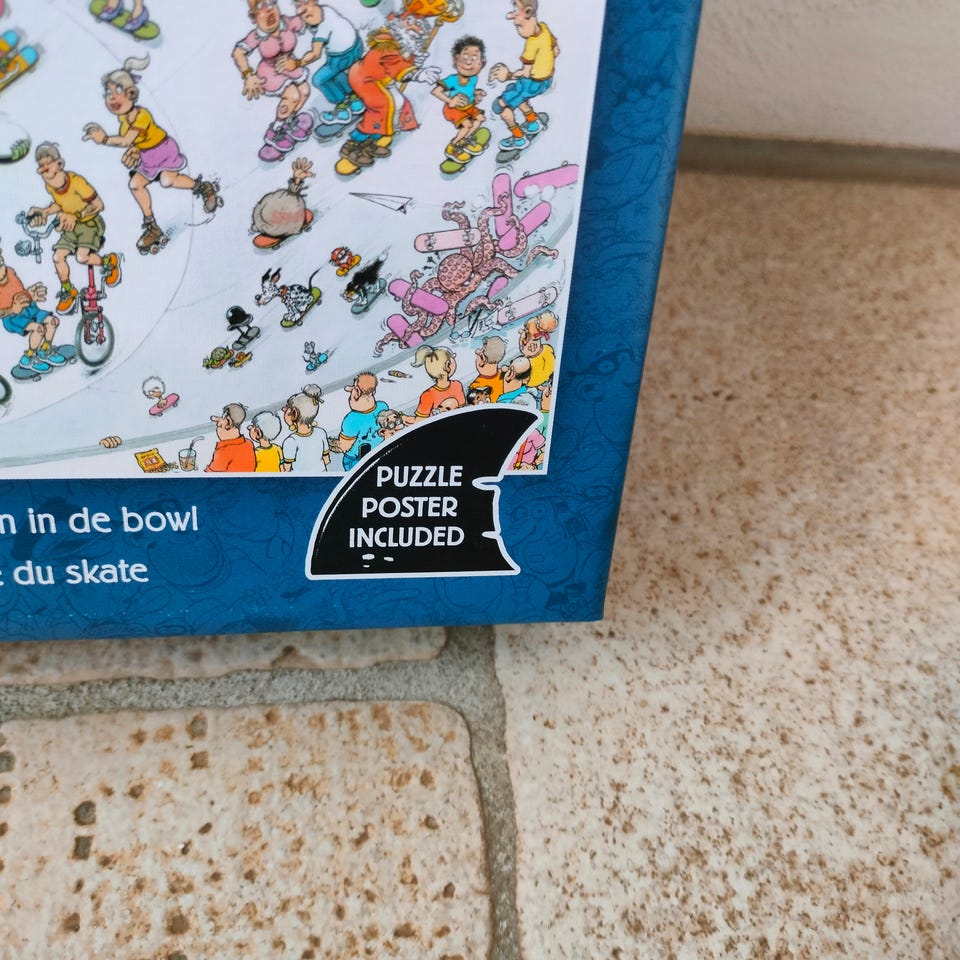 n in de bowl
du skate
PUZZLE
POSTER
INCLUDED